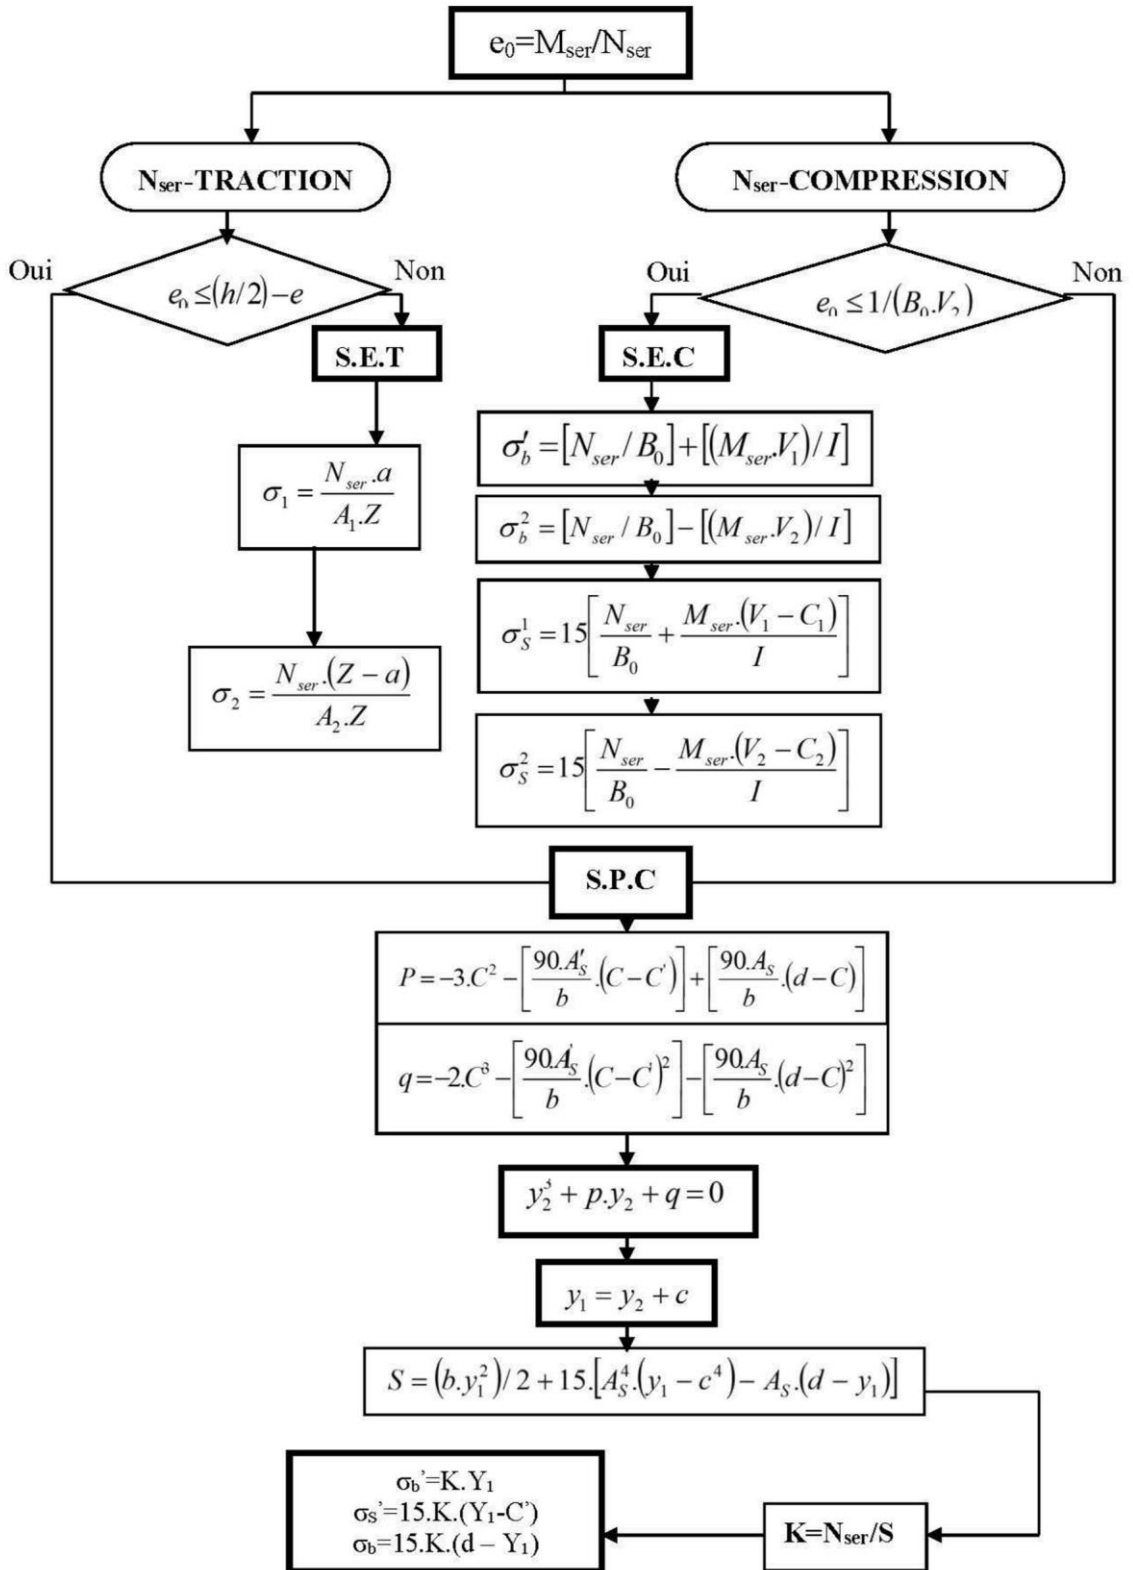 e₀=M_ser/N_ser
N_ser-TRACTION
N_ser-COMPRESSION
Oui
e₀ ≤ (h/2) − e
Non
Oui
e₀ ≤ 1/(B₀.V₂)
Non
S.E.T
S.E.C
σ₁ = N_ser.a / A₁.Z
σ₂ = N_ser.(Z − a) / A₂.Z
σ'_b = [N_ser / B₀] + [(M_ser.V₁) / I]
σ_b² = [N_ser / B₀] − [(M_ser.V₂) / I]
σ_S¹ = 15[N_ser / B₀ + M_ser.(V₁ − C₁) / I]
σ_S² = 15[N_ser / B₀ − M_ser.(V₂ − C₂) / I]
S.P.C
P = −3.C² − [90.A'_S / b .(C − C')] + [90.A_S / b .(d − C)]
q = −2.C³ − [90.A'_S / b .(C − C')²] − [90.A_S / b .(d − C)²]
y₂³ + p.y₂ + q = 0
y₁ = y₂ + c
S = (b.y₁²)/2 + 15.[A_S⁴.(y₁ − c⁴) − A_S.(d − y₁)]
K=N_ser/S
σ_b'=K.Y₁
σ_S'=15.K.(Y₁-C')
σ_b=15.K.(d – Y₁)